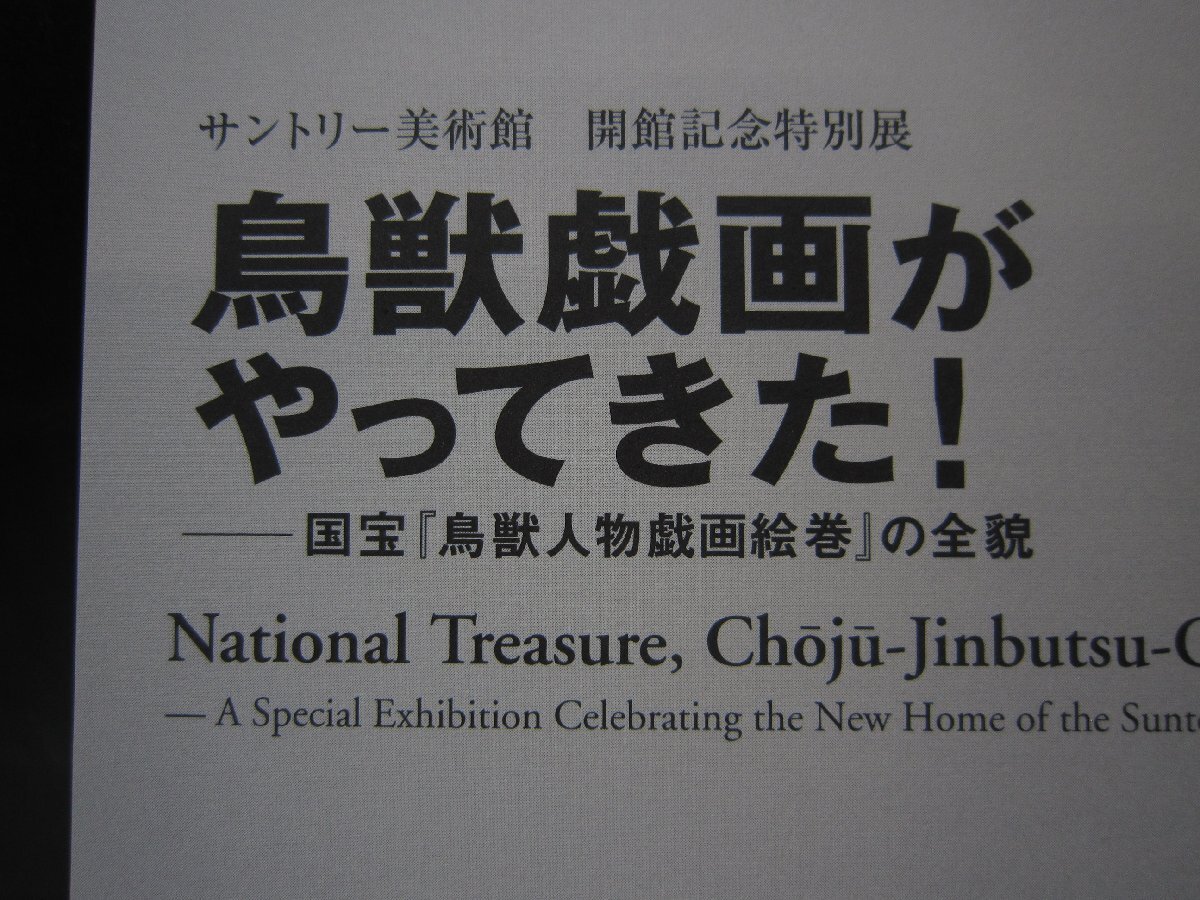 サントリー美術館　開館記念特別展
鳥獣戯画が
やってきた！
——国宝『鳥獣人物戯画絵巻』の全貌
National Treasure, Chōjū-Jinbutsu-
— A Special Exhibition Celebrating the New Home of the